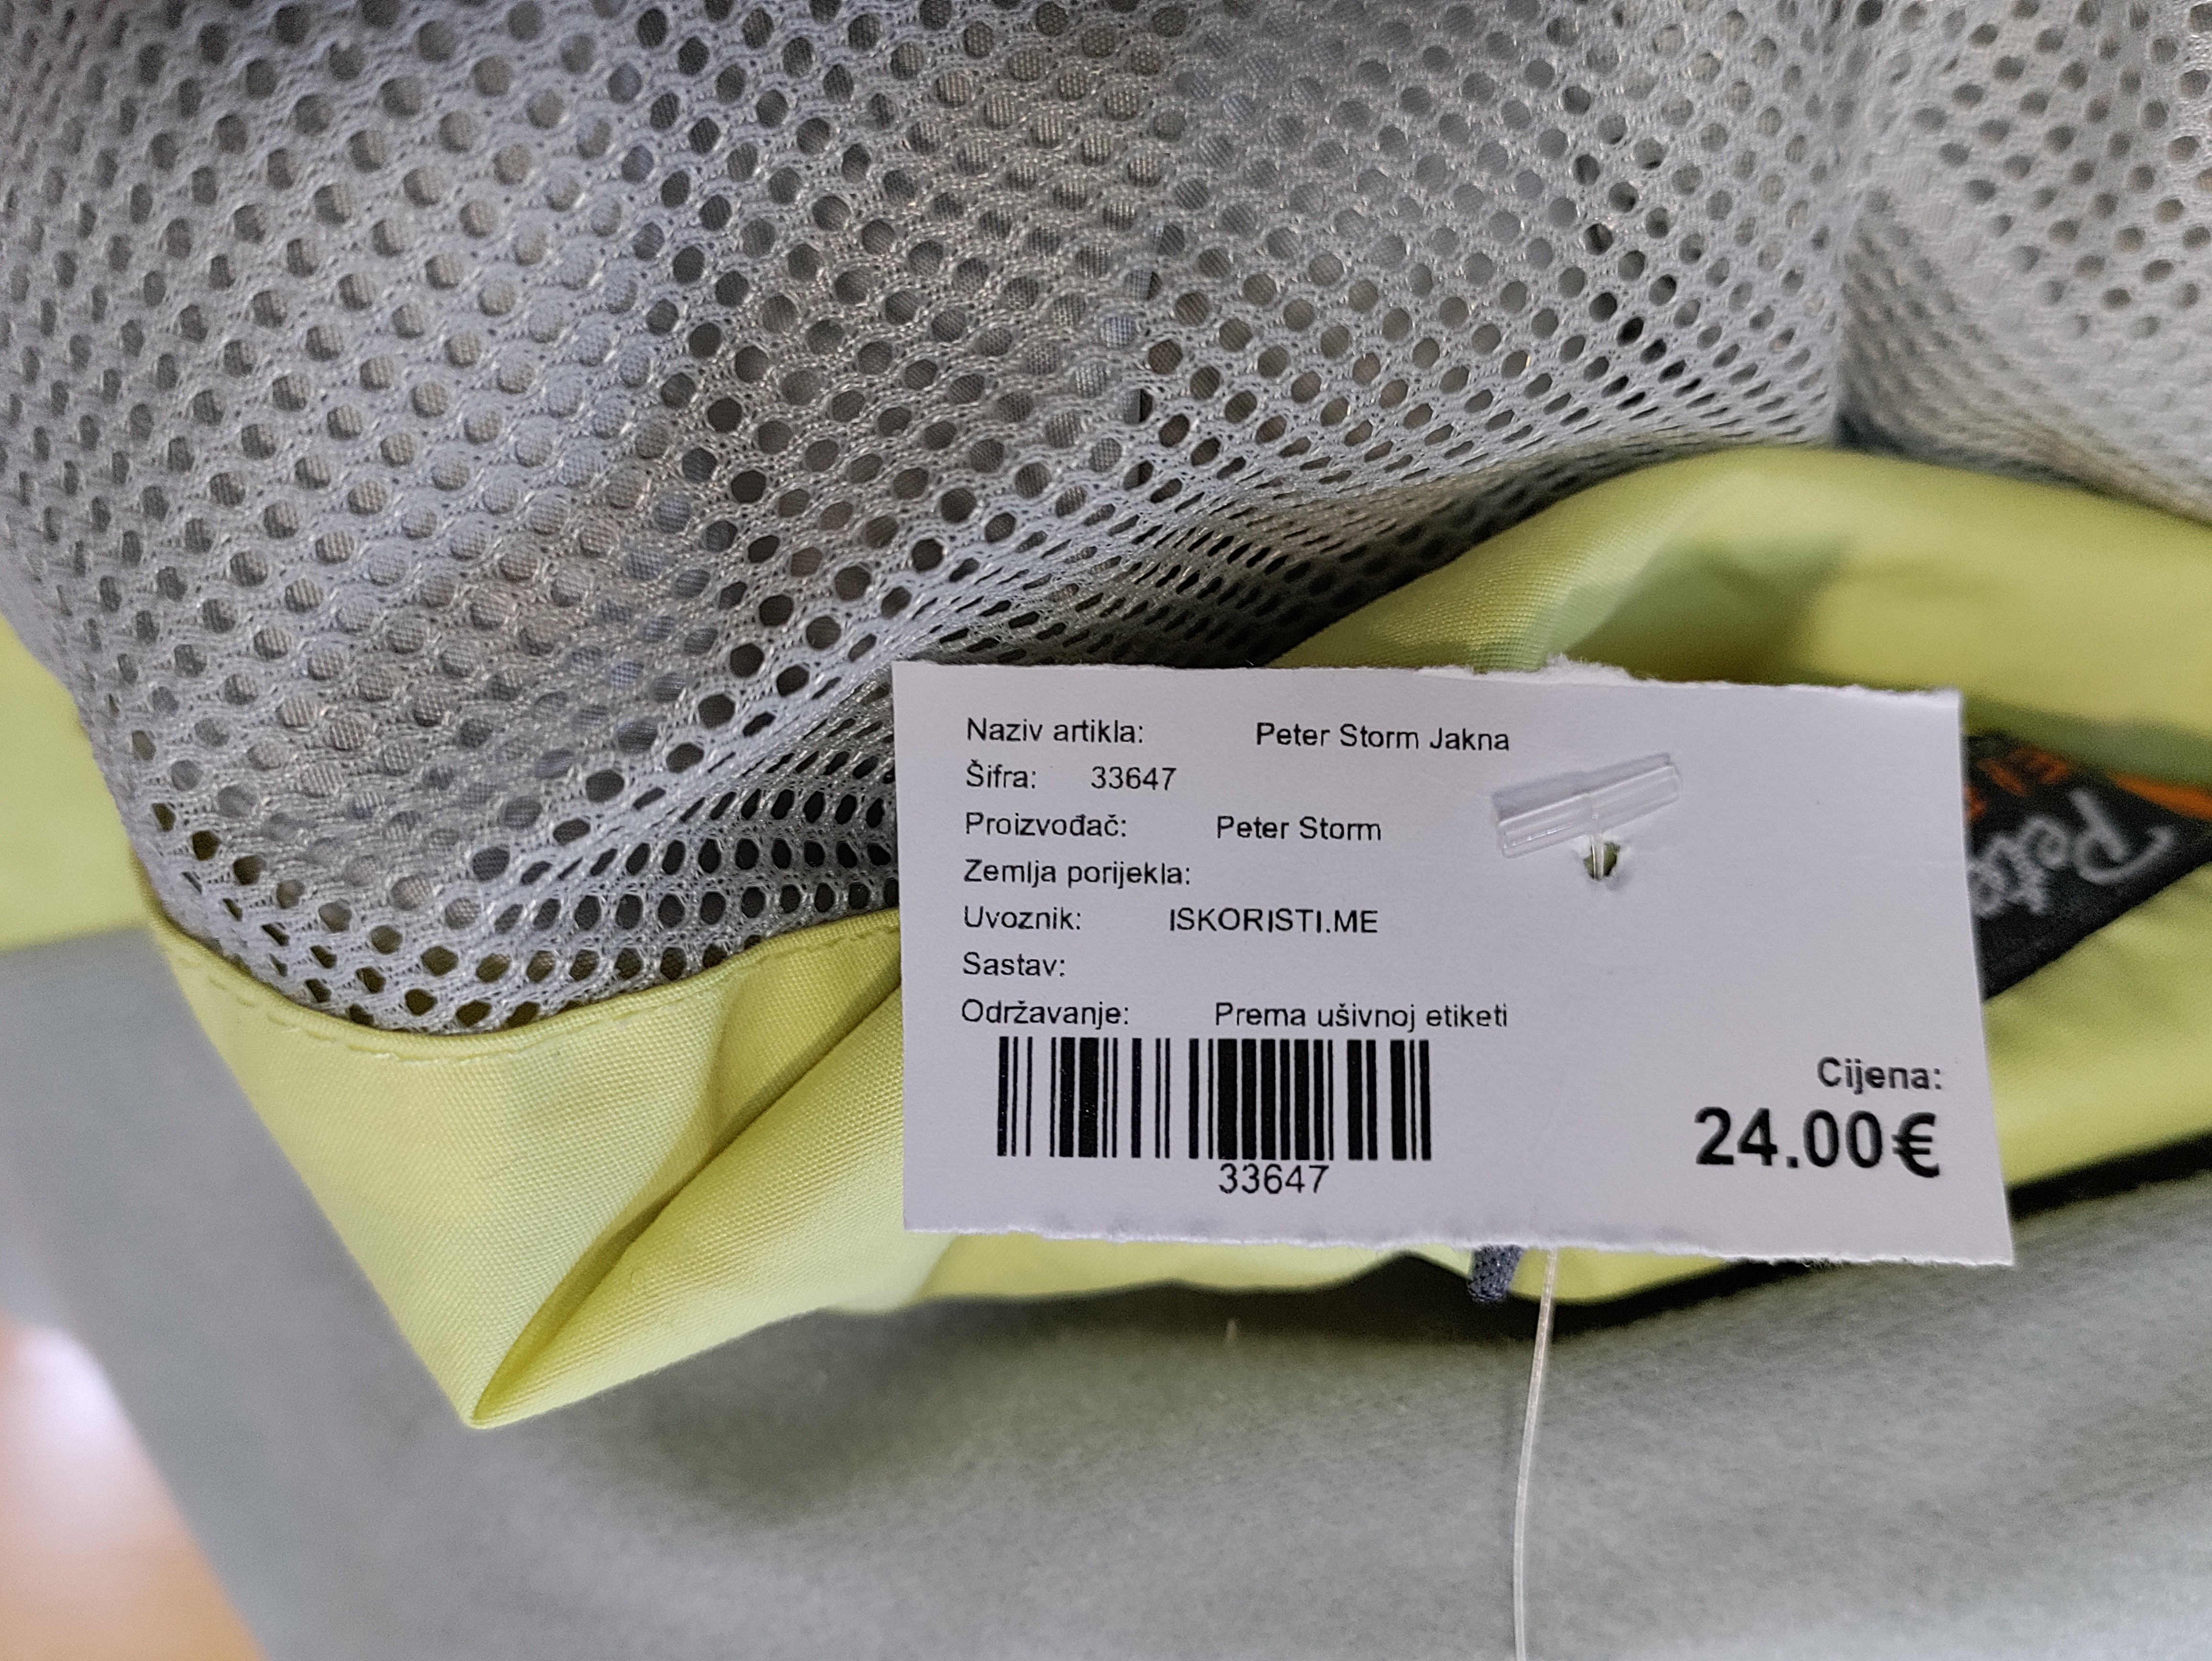 Naziv artikla: Peter Storm Jakna
Šifra: 33647
Proizvođač: Peter Storm
Zemlja porijekla:
Uvoznik: ISKORISTI.ME
Sastav:
Održavanje: Prema ušivnoj etiketi
33647
Cijena:
24.00€
Pete